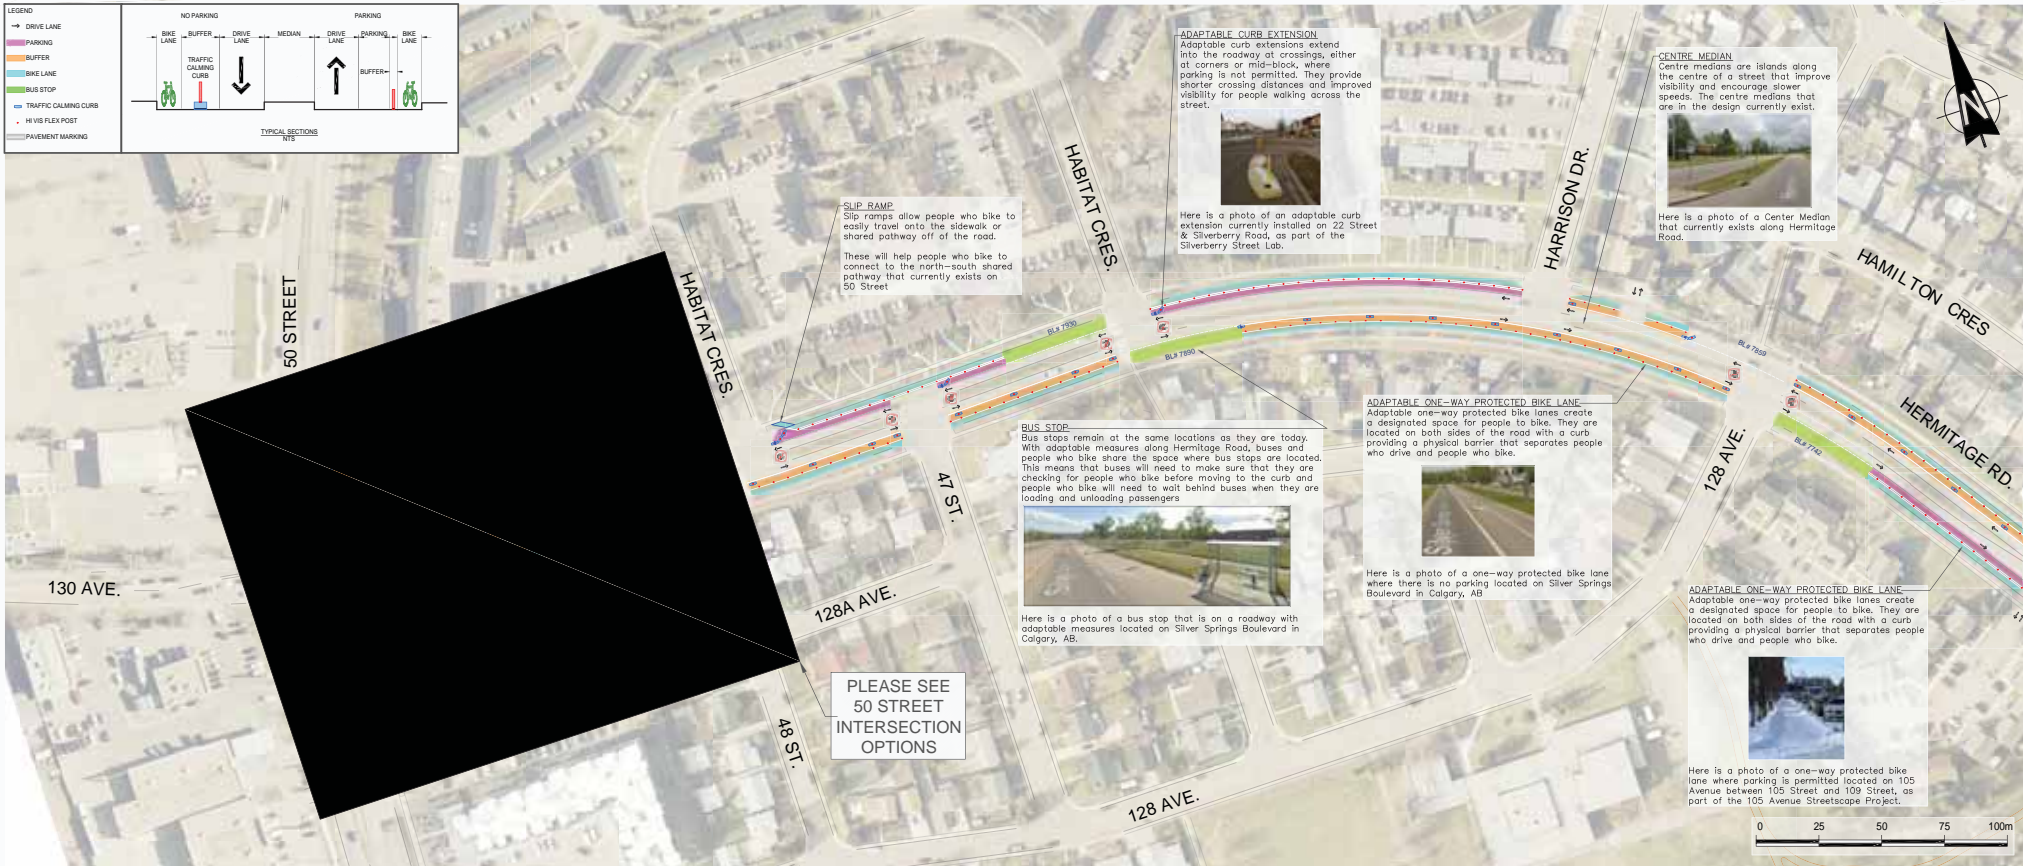 LEGEND
DRIVE LANE
PARKING
BUFFER
BIKE LANE
BUS STOP
TRAFFIC CALMING CURB
HI VIS FLEX POST
PAVEMENT MARKING
NO PARKING
PARKING
BIKE
LANE
BUFFER
DRIVE
LANE
MEDIAN
DRIVE
LANE
PARKING
BIKE
LANE
TRAFFIC
CALMING
CURB
BUFFER
TYPICAL SECTIONS
NTS
SLIP RAMP
Slip ramps allow people who bike to
easily travel onto the sidewalk or
shared pathway off of the road.
These will help people who bike to
connect to the north-south shared
pathway that currently exists on
50 Street
ADAPTABLE CURB EXTENSION
Adaptable curb extensions extend
into the roadway at crossings, either
at corners or mid-block, where
parking is not permitted. They provide
shorter crossing distances and improved
visibility for people walking across the
street.
Here is a photo of an adaptable curb
extension currently installed on 22 Street
& Silverberry Road, as part of the
Silverberry Street Lab.
CENTRE MEDIAN
Centre medians are islands along
the centre of a street that improve
visibility and encourage slower
speeds. The centre medians that
are in the design currently exist.
Here is a photo of a Center Median
that currently exists along Hermitage
Road.
N
50 STREET
HABITAT CRES.
HABITAT CRES.
HARRISON DR.
HAMILTON CRES
HERMITAGE RD.
BL# 7930
BL# 7890
BL# 7859
BL# 7742
BUS STOP
Bus stops remain at the same locations as they are today.
With adaptable measures along Hermitage Road, buses and
people who bike share the space where bus stops are located.
This means that buses will need to make sure that they are
checking for people who bike before moving to the curb and
people who bike will need to wait behind buses when they are
loading and unloading passengers
Here is a photo of a bus stop that is on a roadway with
adaptable measures located on Silver Springs Boulevard in
Calgary, AB.
ADAPTABLE ONE-WAY PROTECTED BIKE LANE
Adaptable one-way protected bike lanes create
a designated space for people to bike. They are
located on both sides of the road with a curb
providing a physical barrier that separates people
who drive and people who bike.
Here is a photo of a one-way protected bike lane
where there is no parking located on Silver Springs
Boulevard in Calgary, AB
ADAPTABLE ONE-WAY PROTECTED BIKE LANE
Adaptable one-way protected bike lanes create
a designated space for people to bike. They are
located on both sides of the road with a curb
providing a physical barrier that separates people
who drive and people who bike.
Here is a photo of a one-way protected bike
lane where parking is permitted located on 105
Avenue between 105 Street and 109 Street, as
part of the 105 Avenue Streetscape Project.
47 ST.
128 AVE.
130 AVE.
128A AVE.
48 ST.
128 AVE.
PLEASE SEE
50 STREET
INTERSECTION
OPTIONS
0 25 50 75 100m